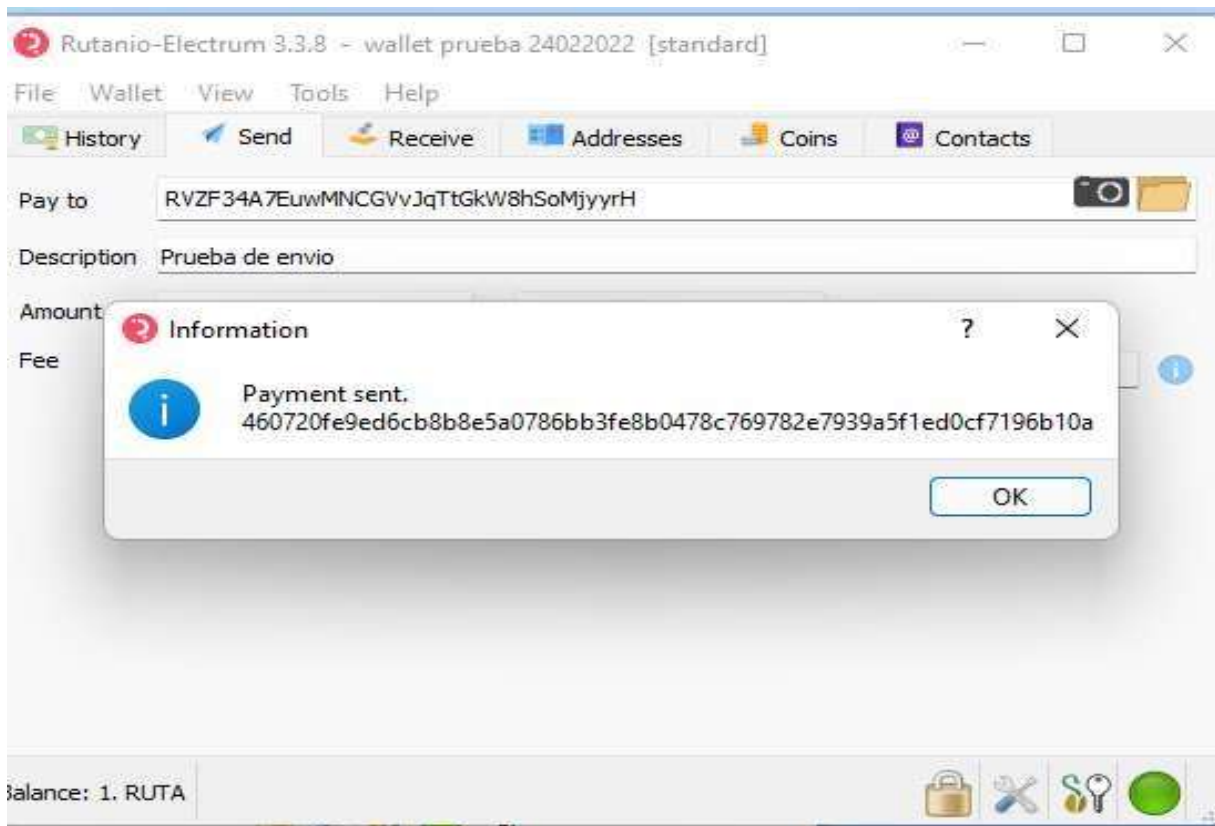 Rutanio-Electrum 3.3.8 - wallet prueba 24022022 [standard]
File Wallet View Tools Help
History Send Receive Addresses Coins Contacts
Pay to RVZF34A7EuwMNCGVvJqTtGkW8hSoMjyyrH
Description Prueba de envio
Amount
Information ? 
Fee
Payment sent.
460720fe9ed6cb8b8e5a0786bb3fe8b0478c769782e7939a5f1ed0cf7196b10a
OK
Balance: 1. RUTA